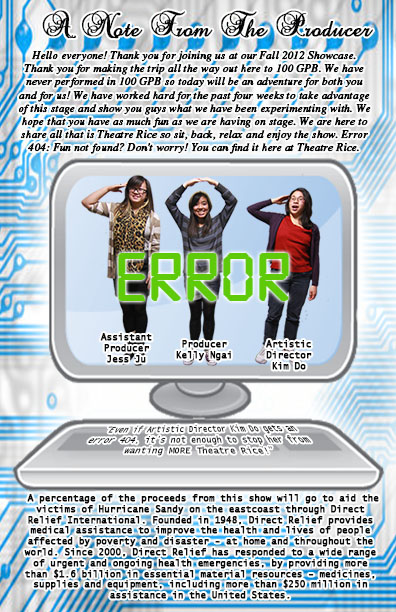 A Note From The Producer
Hello everyone! Thank you for joining us at our Fall 2012 Showcase.
Thank you for making the trip all the way out here to 100 GPB. We have
never performed in 100 GPB so today will be an adventure for both you
and for us! We have worked hard for the past four weeks to take advantage
of this stage and show you guys what we have been experimenting with. We
hope that you have as much fun as we are having on stage. We are here to
share all that is Theatre Rice so sit, back, relax and enjoy the show. Error
404: Fun not found? Don't worry! You can find it here at Theatre Rice.
ERROR
Assistant
Producer
Jess Ju
Producer
Kelly Ngai
Artistic
Director
Kim Do
"Even if Artistic Director Kim Do gets an
error 404, it's not enough to stop her from
wanting MORE Theatre Rice!"
A percentage of the proceeds from this show will go to aid the
victims of Hurricane Sandy on the eastcoast through Direct
Relief International. Founded in 1948, Direct Relief provides
medical assistance to improve the health and lives of people
affected by poverty and disaster – at home and throughout the
world. Since 2000, Direct Relief has responded to a wide range
of urgent and ongoing health emergencies, by providing more
than $1.6 billion in essential material resources – medicines,
supplies and equipment, including more than $250 million in
assistance in the United States.